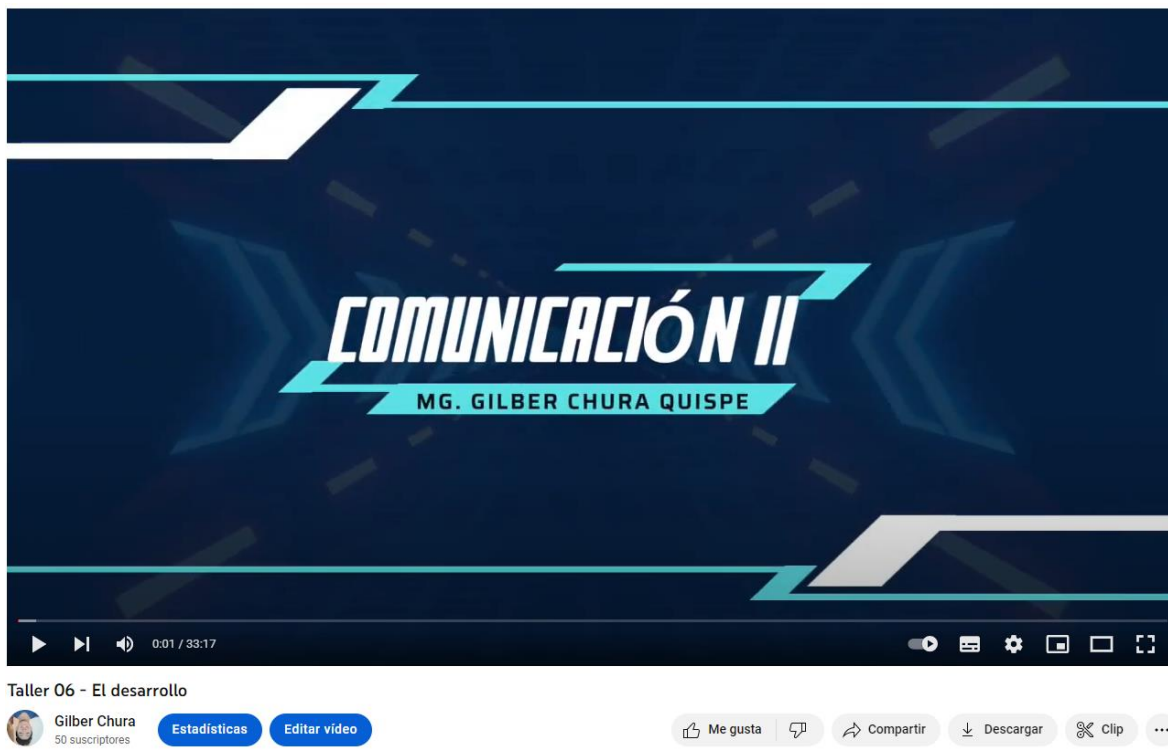 COMUNICACIÓN II
MG. GILBER CHURA QUISPE
0:01 / 33:17
Taller 06 - El desarrollo
Gilber Chura
50 suscriptores
Estadísticas
Editar vídeo
Me gusta
Compartir
Descargar
Clip